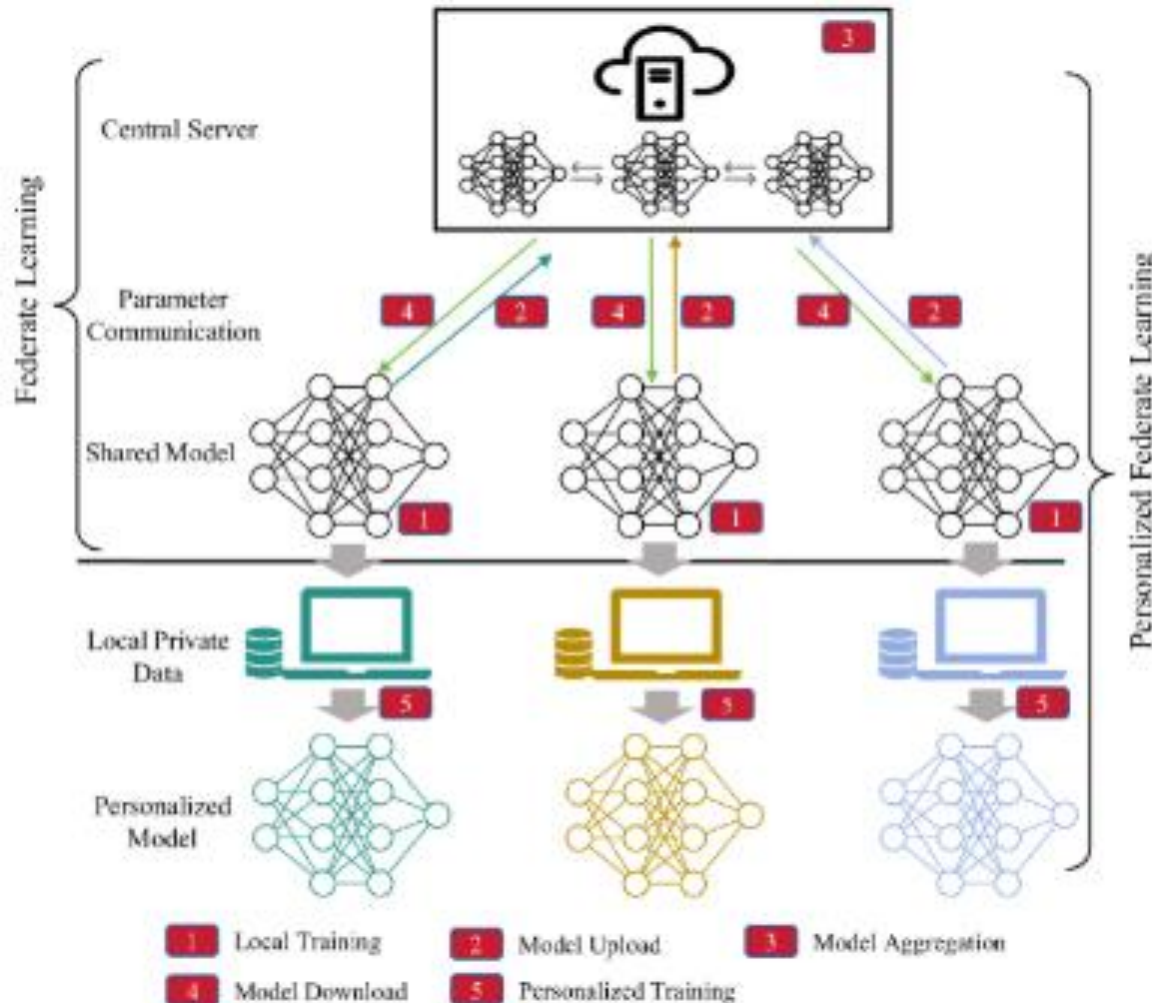 3
Central Server
Federate Learning
Parameter
Communication
4
2
4
2
4
2
Personalized Federate Learning
Shared Model
1
1
1
Local Private
Data
5
5
5
Personalized
Model
1 Local Training
2 Model Upload
3 Model Aggregation
4 Model Download
5 Personalized Training